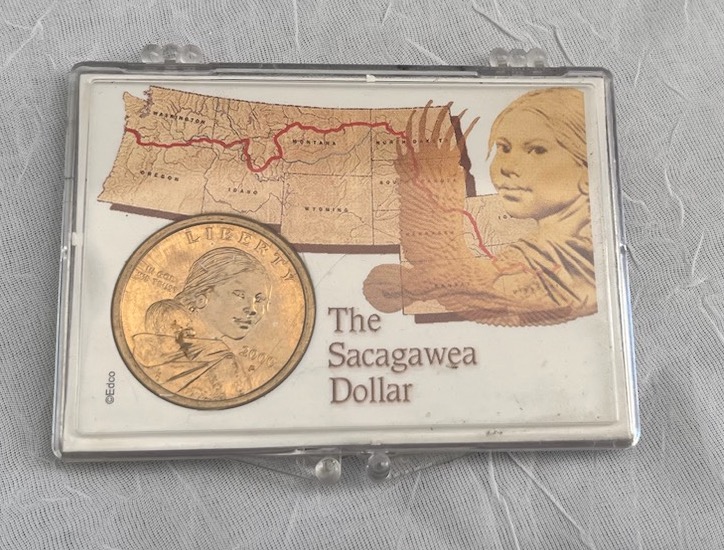 WASHINGTON
MONTANA
NORTH DAKOTA
OREGON
IDAHO
WYOMING
LIBERTY
IN GOD
WE TRUST
2000
P
The
Sacagawea
Dollar
©Edco